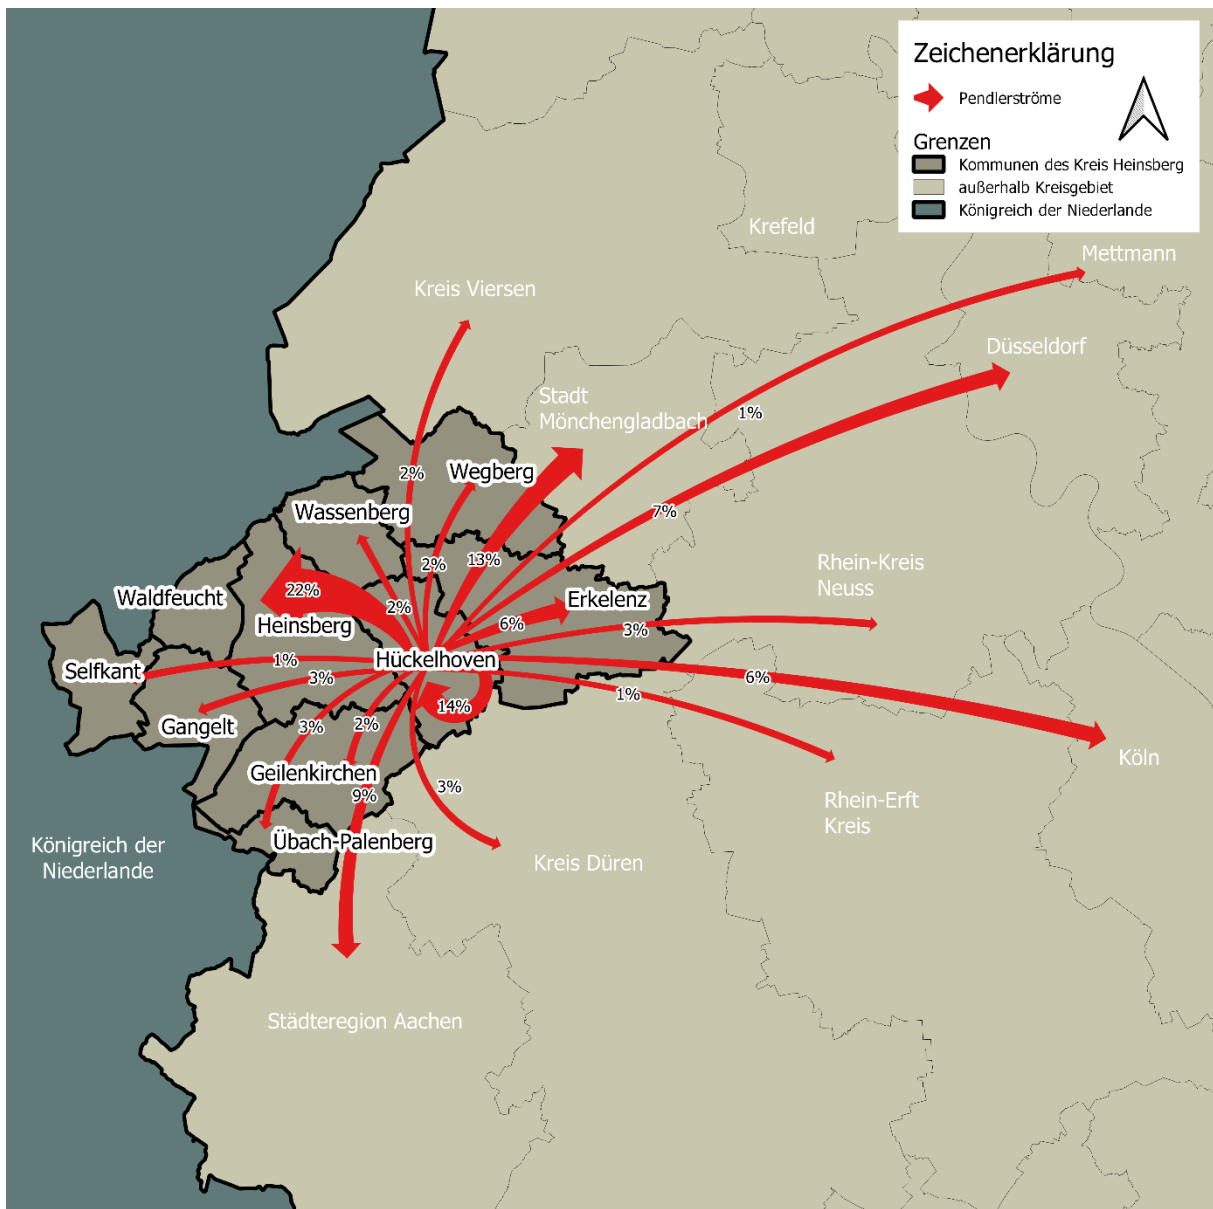 Zeichenerklärung
Pendlerströme
Grenzen
Kommunen des Kreis Heinsberg
außerhalb Kreisgebiet
Königreich der Niederlande
Krefeld
Mettmann
Kreis Viersen
Düsseldorf
Stadt
Mönchengladbach
1%
2%
Wegberg
Wassenberg
7%
13%
2%
Rhein-Kreis
Neuss
22%
Waldfeucht
2%
Erkelenz
Heinsberg
6%
3%
Hückelhoven
1%
Selfkant
3%
6%
1%
14%
Gangelt
3%
2%
Köln
Geilenkirchen
3%
9%
Rhein-Erft
Kreis
Übach-Palenberg
Königreich der
Niederlande
Kreis Düren
Städteregion Aachen